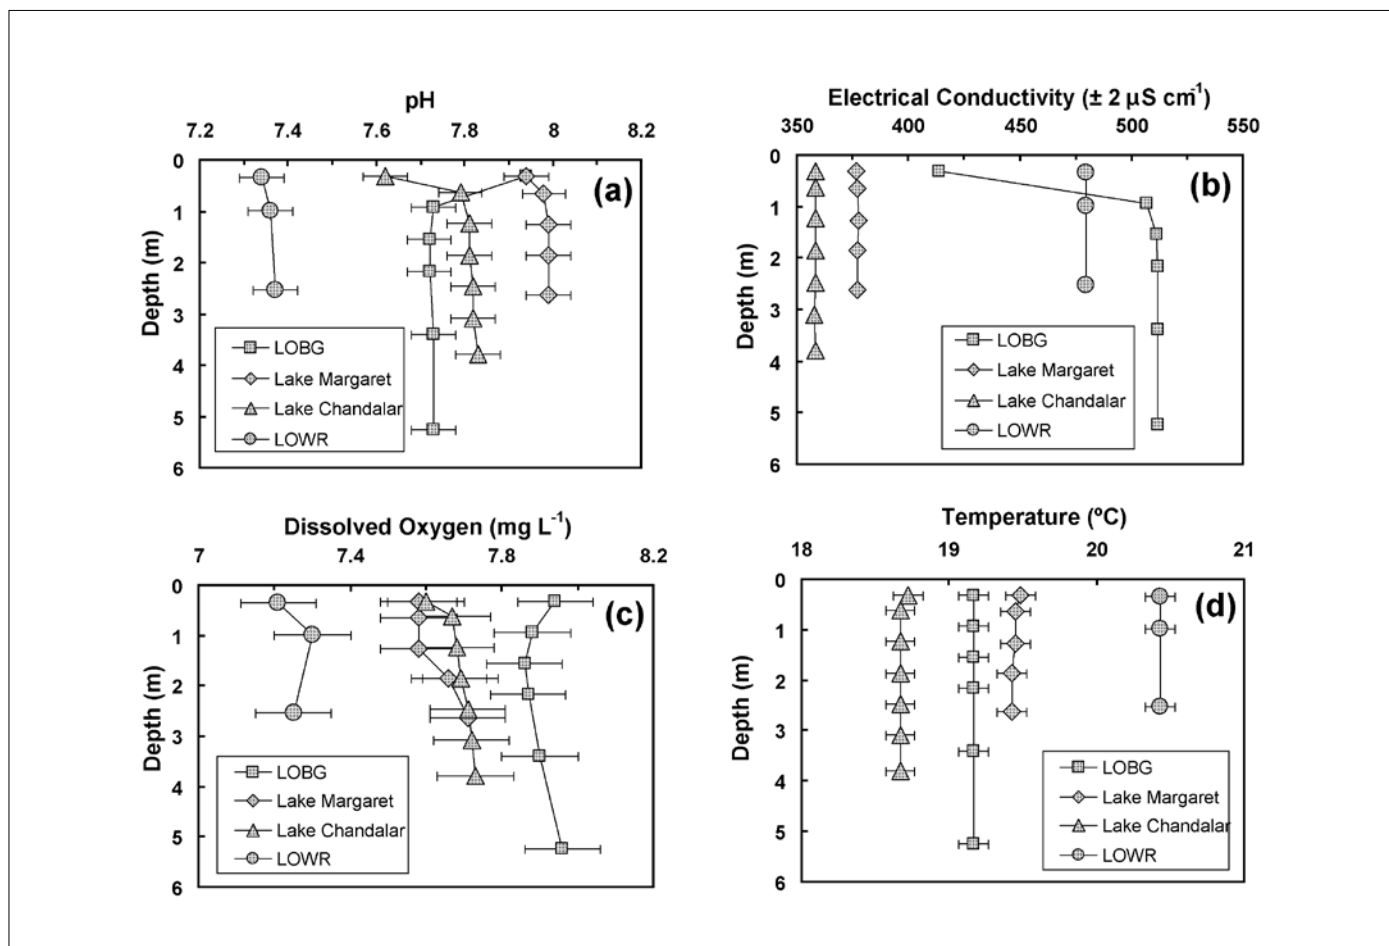 pH
7.2 7.4 7.6 7.8 8 8.2
0
1
2
3
4
5
6
Depth (m)
(a)
LOBG
Lake Margaret
Lake Chandalar
LOWR
Electrical Conductivity (± 2 µS cm⁻¹)
350 400 450 500 550
0
1
2
3
4
5
6
Depth (m)
(b)
LOBG
Lake Margaret
Lake Chandalar
LOWR
Dissolved Oxygen (mg L⁻¹)
7 7.4 7.8 8.2
0
1
2
3
4
5
6
Depth (m)
(c)
LOBG
Lake Margaret
Lake Chandalar
LOWR
Temperature (ºC)
18 19 20 21
0
1
2
3
4
5
6
Depth (m)
(d)
LOBG
Lake Margaret
Lake Chandalar
LOWR